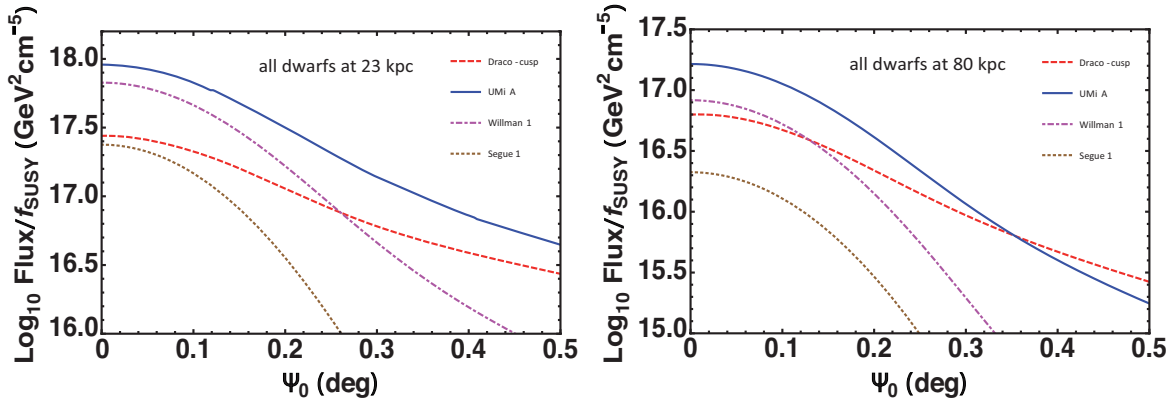 18.0
17.5
17.0
16.5
16.0
0
0.1
0.2
0.3
0.4
0.5
Log₁₀ Flux/f_SUSY (GeV²cm⁻⁵)
Ψ₀ (deg)
all dwarfs at 23 kpc
Draco - cusp
UMi A
Willman 1
Segue 1
17.5
17.0
16.5
16.0
15.5
15.0
0
0.1
0.2
0.3
0.4
0.5
Log₁₀ Flux/f_SUSY (GeV²cm⁻⁵)
Ψ₀ (deg)
all dwarfs at 80 kpc
Draco - cusp
UMi A
Willman 1
Segue 1